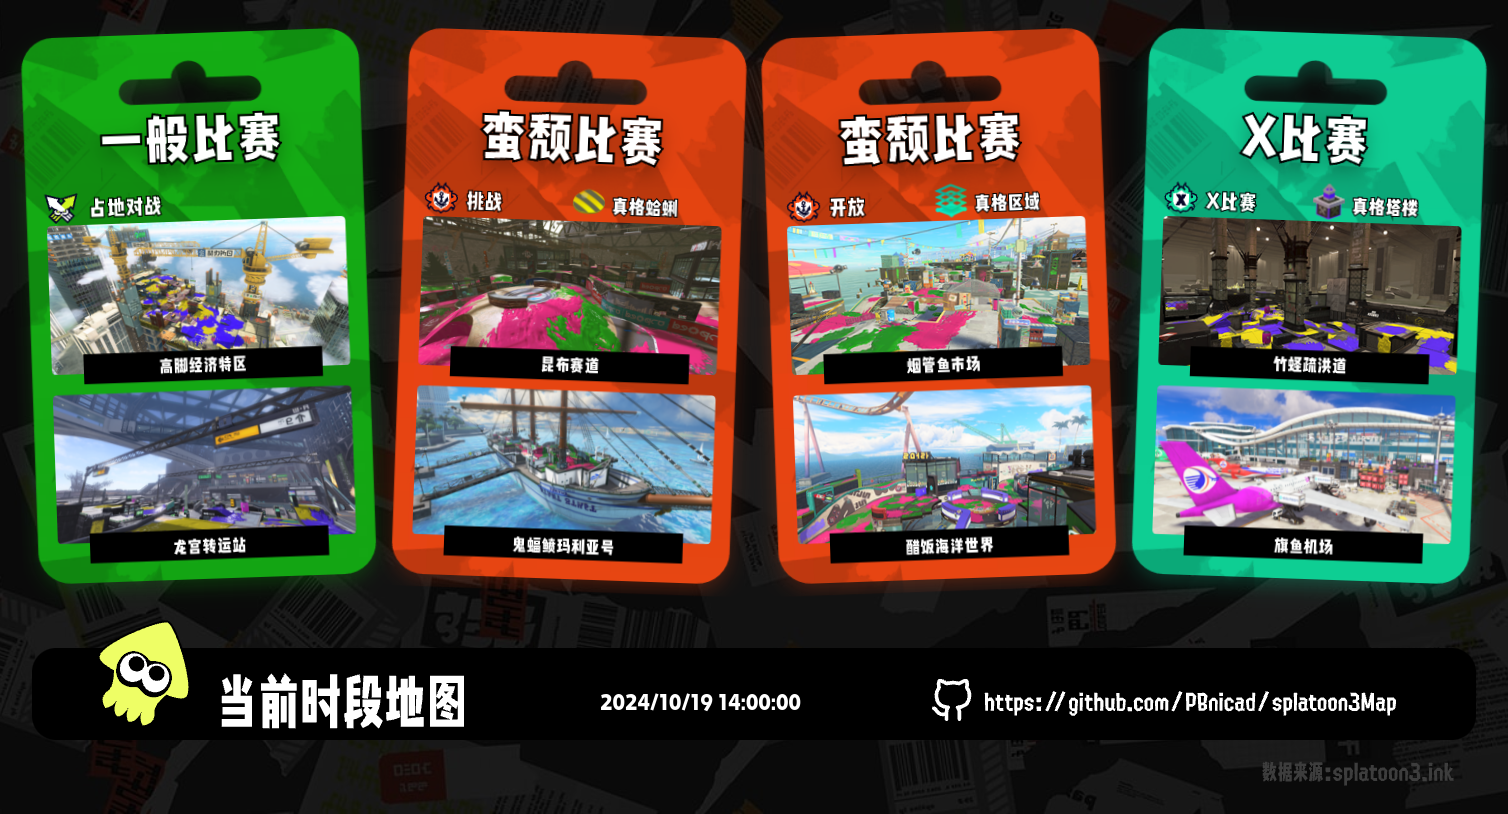 一般比赛
占地对战
高脚经济特区
龙宫转运站
蛮颓比赛
挑战
真格蛤蜊
昆布赛道
鬼蝠鲼玛利亚号
蛮颓比赛
开放
真格区域
烟管鱼市场
醋饭海洋世界
X比赛
X比赛
真格塔楼
竹蛏疏洪道
旗鱼机场
当前时段地图
2024/10/19 14:00:00
https://github.com/PBnicad/splatoon3Map
数据来源:splatoon3.ink